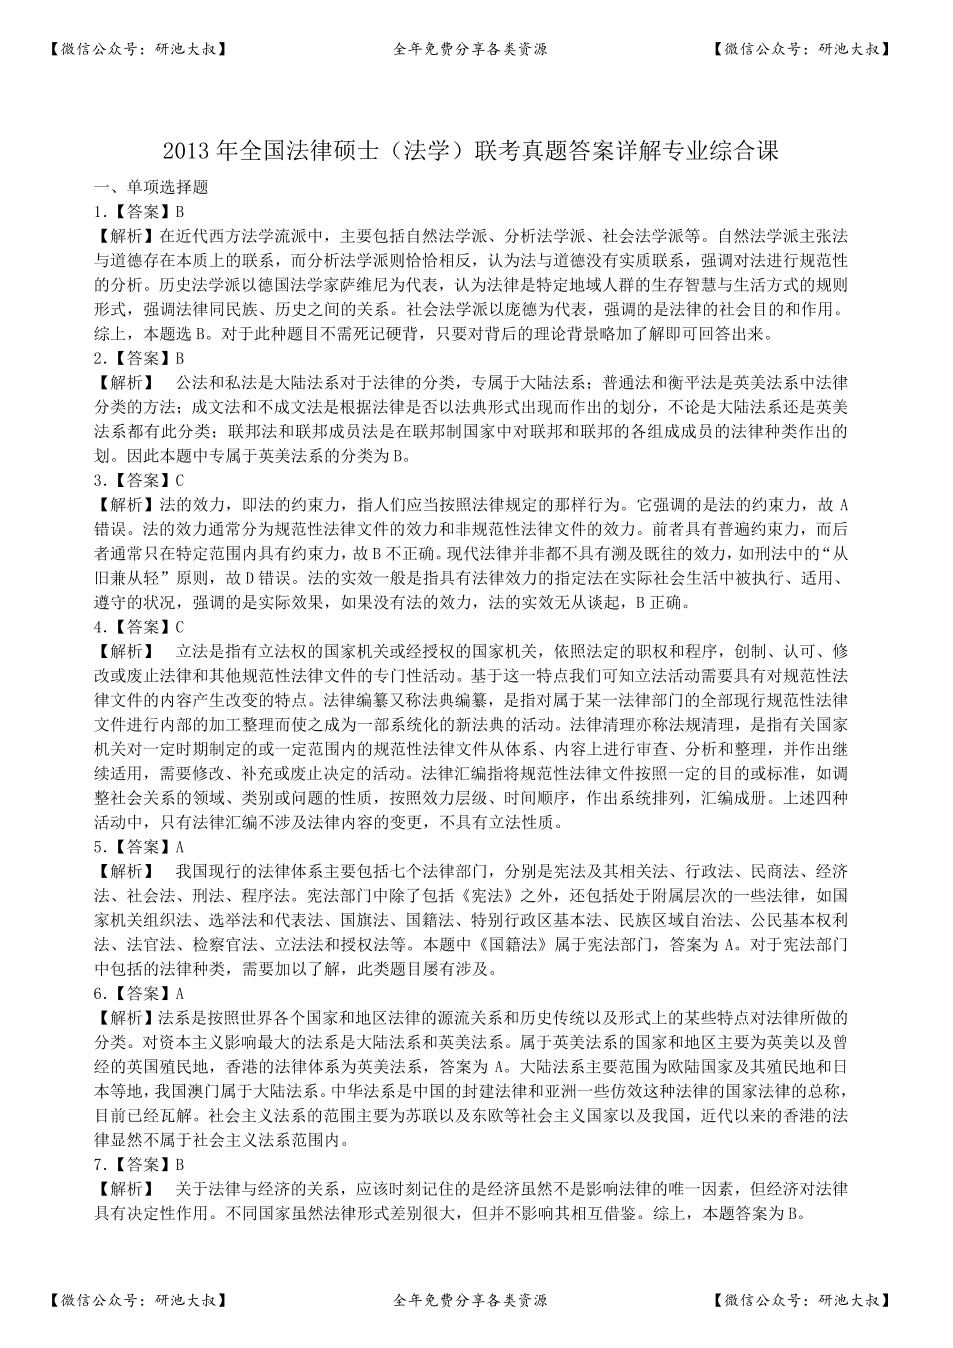 【微信公众号：研池大叔】 全年免费分享各类资源 【微信公众号：研池大叔】
2013 年全国法律硕士（法学）联考真题答案详解专业综合课
一、单项选择题
1.【答案】B
【解析】在近代西方法学流派中，主要包括自然法学派、分析法学派、社会法学派等。自然法学派主张法
与道德存在本质上的联系，而分析法学派则恰恰相反，认为法与道德没有实质联系，强调对法进行规范性
的分析。历史法学派以德国法学家萨维尼为代表，认为法律是特定地域人群的生存智慧与生活方式的规则
形式，强调法律同民族、历史之间的关系。社会法学派以庞德为代表，强调的是法律的社会目的和作用。
综上，本题选 B。对于此种题目不需死记硬背，只要对背后的理论背景略加了解即可回答出来。
2.【答案】B
【解析】 公法和私法是大陆法系对于法律的分类，专属于大陆法系；普通法和衡平法是英美法系中法律
分类的方法；成文法和不成文法是根据法律是否以法典形式出现而作出的划分，不论是大陆法系还是英美
法系都有此分类；联邦法和联邦成员法是在联邦制国家中对联邦和联邦的各组成成员的法律种类作出的
划。因此本题中专属于英美法系的分类为 B。
3.【答案】C
【解析】法的效力，即法的约束力，指人们应当按照法律规定的那样行为。它强调的是法的约束力，故 A
错误。法的效力通常分为规范性法律文件的效力和非规范性法律文件的效力。前者具有普遍约束力，而后
者通常只在特定范围内具有约束力，故 B 不正确。现代法律并非都不具有溯及既往的效力，如刑法中的“从
旧兼从轻”原则，故 D 错误。法的实效一般是指具有法律效力的指定法在实际社会生活中被执行、适用、
遵守的状况，强调的是实际效果，如果没有法的效力，法的实效无从谈起，B 正确。
4.【答案】C
【解析】 立法是指有立法权的国家机关或经授权的国家机关，依照法定的职权和程序，创制、认可、修
改或废止法律和其他规范性法律文件的专门性活动。基于这一特点我们可知立法活动需要具有对规范性法
律文件的内容产生改变的特点。法律编纂又称法典编纂，是指对属于某一法律部门的全部现行规范性法律
文件进行内部的加工整理而使之成为一部系统化的新法典的活动。法律清理亦称法规清理，是指有关国家
机关对一定时期制定的或一定范围内的规范性法律文件从体系、内容上进行审查、分析和整理，并作出继
续适用，需要修改、补充或废止决定的活动。法律汇编指将规范性法律文件按照一定的目的或标准，如调
整社会关系的领域、类别或问题的性质，按照效力层级、时间顺序，作出系统排列，汇编成册。上述四种
活动中，只有法律汇编不涉及法律内容的变更，不具有立法性质。
5.【答案】A
【解析】 我国现行的法律体系主要包括七个法律部门，分别是宪法及其相关法、行政法、民商法、经济
法、社会法、刑法、程序法。宪法部门中除了包括《宪法》之外，还包括处于附属层次的一些法律，如国
家机关组织法、选举法和代表法、国旗法、国籍法、特别行政区基本法、民族区域自治法、公民基本权利
法、法官法、检察官法、立法法和授权法等。本题中《国籍法》属于宪法部门，答案为 A。对于宪法部门
中包括的法律种类，需要加以了解，此类题目屡有涉及。
6.【答案】A
【解析】法系是按照世界各个国家和地区法律的源流关系和历史传统以及形式上的某些特点对法律所做的
分类。对资本主义影响最大的法系是大陆法系和英美法系。属于英美法系的国家和地区主要为英美以及曾
经的英国殖民地，香港的法律体系为英美法系，答案为 A。大陆法系主要范围为欧陆国家及其殖民地和日
本等地，我国澳门属于大陆法系。中华法系是中国的封建法律和亚洲一些仿效这种法律的国家法律的总称，
目前已经瓦解。社会主义法系的范围主要为苏联以及东欧等社会主义国家以及我国，近代以来的香港的法
律显然不属于社会主义法系范围内。
7.【答案】B
【解析】 关于法律与经济的关系，应该时刻记住的是经济虽然不是影响法律的唯一因素，但经济对法律
具有决定性作用。不同国家虽然法律形式差别很大，但并不影响其相互借鉴。综上，本题答案为 B。
【微信公众号：研池大叔】 全年免费分享各类资源 【微信公众号：研池大叔】